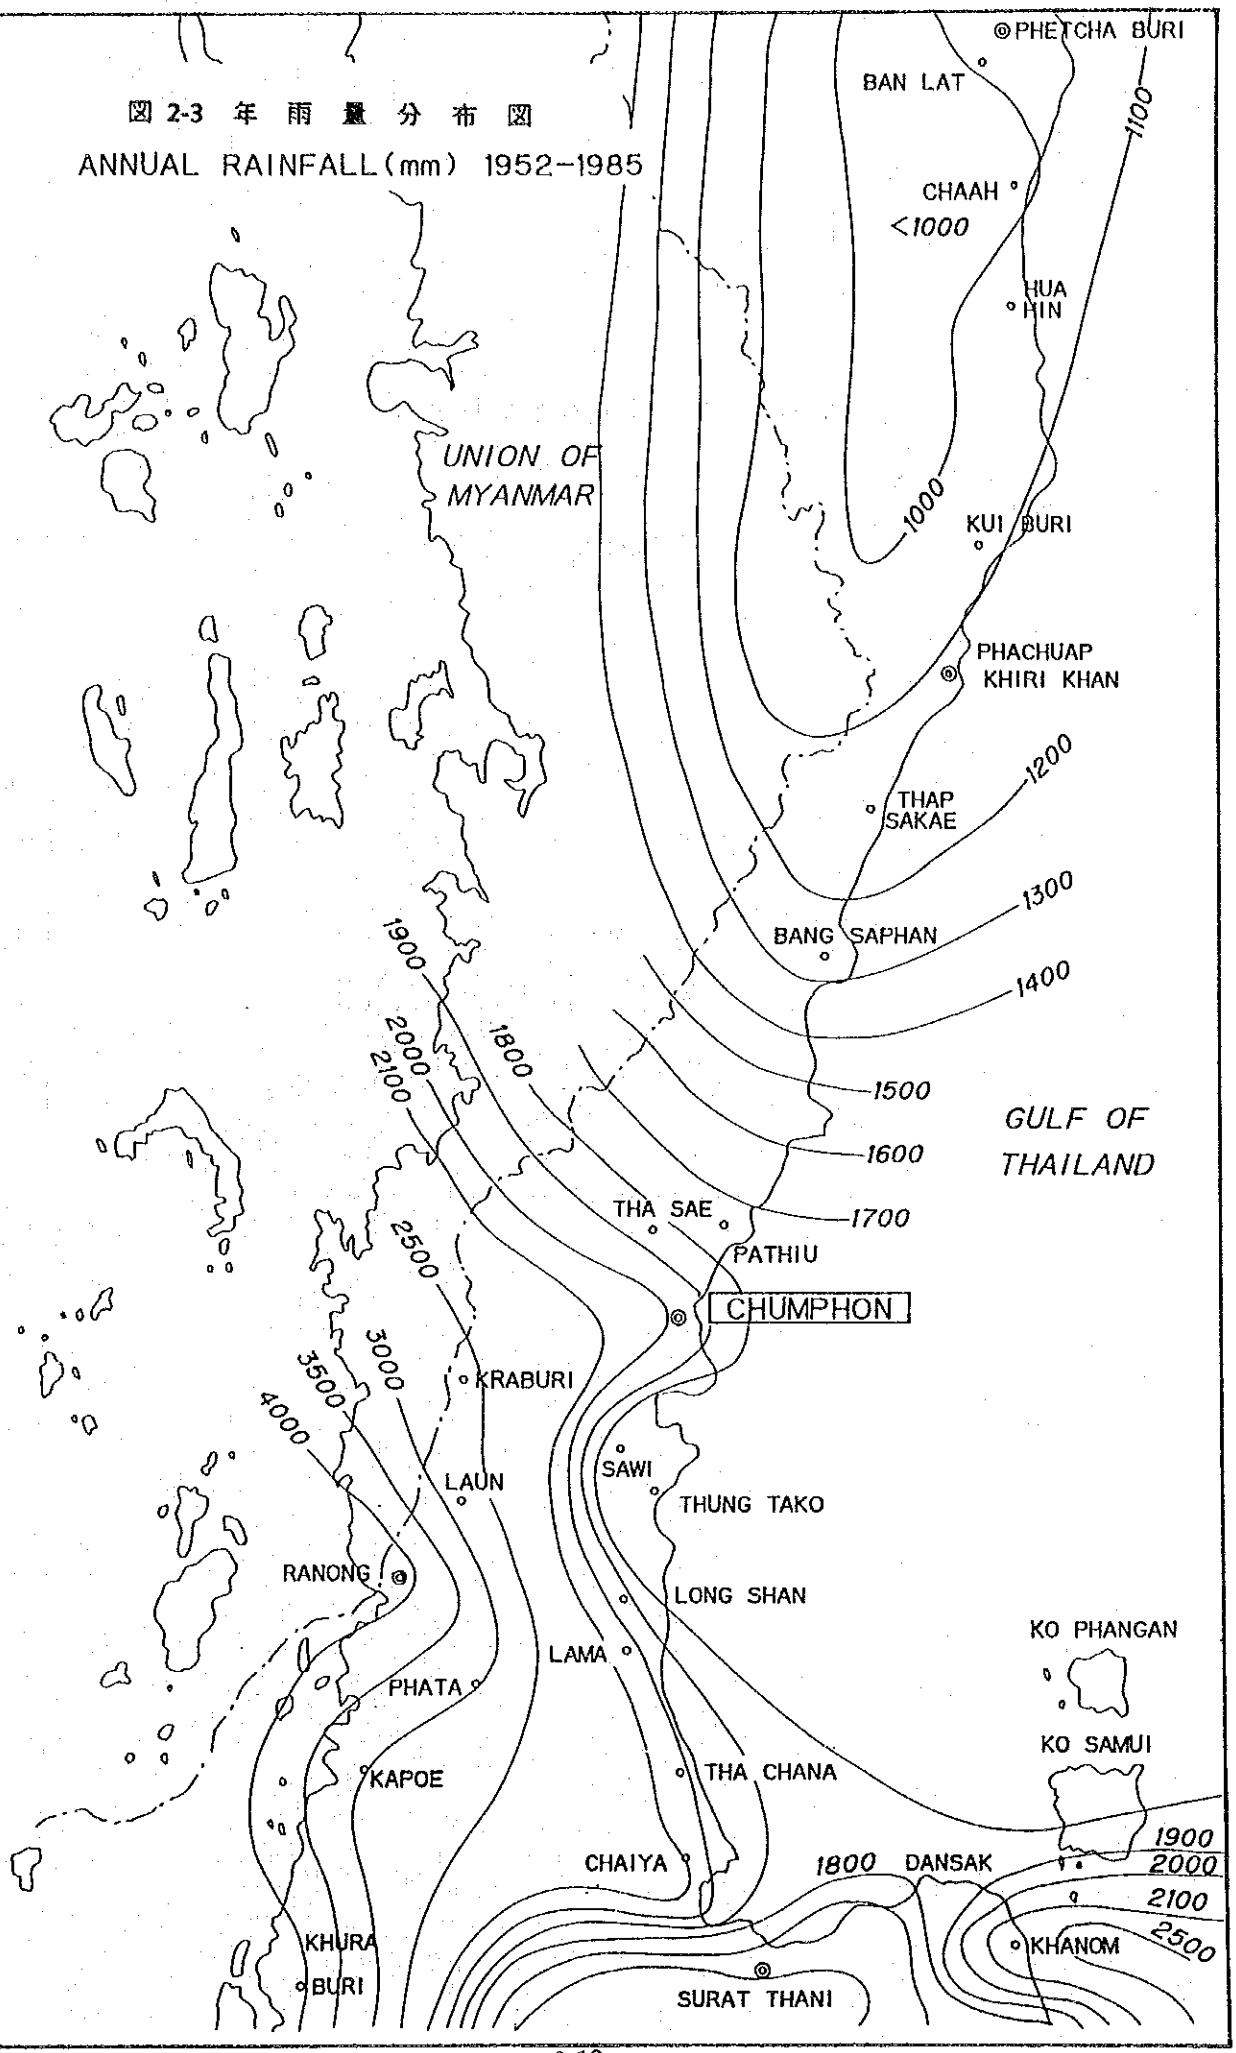 ◎PHETCHA BURI
BAN LAT
図 2-3 年雨量分布図
ANNUAL RAINFALL(mm) 1952-1985
1100
CHAAH
<1000
HUA
HIN
UNION OF
MYANMAR
1000
KUI BURI
PHACHUAP
KHIRI KHAN
1200
THAP
SAKAE
1300
BANG SAPHAN
1900
1400
2000
1800
2100
1500
GULF OF
THAILAND
1600
THA SAE
1700
PATHIU
2500
CHUMPHON
3000
3500
KRABURI
4000
SAWI
LAUN
THUNG TAKO
RANONG
LONG SHAN
KO PHANGAN
LAMA
PHATA
KO SAMUI
KAPOE
THA CHANA
1900
CHAIYA
1800
DANSAK
2000
2100
2500
KHURA
BURI
KHANOM
SURAT THANI